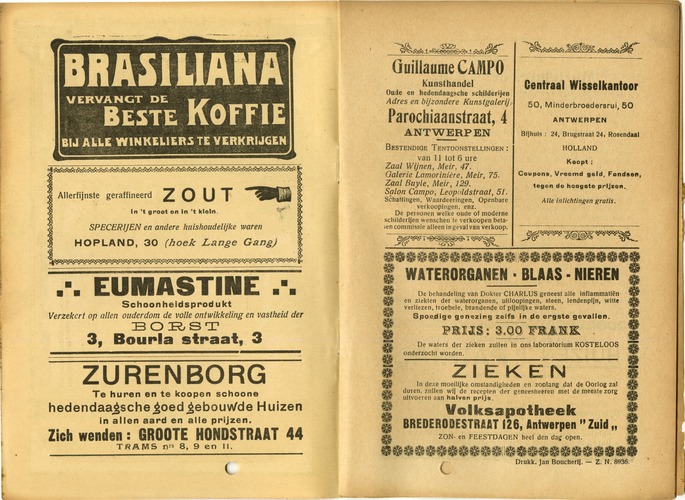 BRASILIANA
VERVANGT DE
BESTE KOFFIE
BIJ ALLE WINKELIERS TE VERKRIJGEN
Allerfijnste geraffineerd ZOUT
in 't groot en in 't klein.
SPECERIJEN en andere huishoudelijke waren
HOPLAND, 30 (hoek Lange Gang)
EUMASTINE
Schoonheidsprodukt
Verzekert op allen ouderdom de volle ontwikkeling en vastheid der
BORST
3, Bourla straat, 3
ZURENBORG
Te huren en te koopen schoone
hedendaagsche goed gebouwde Huizen
in allen aard en alle prijzen.
Zich wenden : GROOTE HONDSTRAAT 44
TRAMS nrs 8, 9 en 11.
Guillaume CAMPO
Kunsthandel
Oude en hedendaagsche schilderijen
Adres en bijzondere Kunstgalerij:
Parochiaanstraat, 4
ANTWERPEN
BESTENDIGE TENTOONSTELLINGEN :
van 11 tot 6 ure
Zaal Wijnen, Meir, 47.
Galerie Lamorinière, Meir, 75.
Zaal Buyle, Meir, 129.
Salon Campo, Leopoldstraat, 51.
Schattingen, Waardeeringen, Openbare
verkoopingen, enz.
De personen welke oude of moderne
schilderijen wenschen te verkoopen beta-
len commissie alleen in geval van verkoop.
Centraal Wisselkantoor
50, Minderbroedersrui, 50
ANTWERPEN
Bijhuis : 24, Brugstraat 24, Rosendaal
HOLLAND
Koopt :
Coupons, Vreemd geld, Fondsen,
tegen de hoogste prijzen.
Alle inlichtingen gratis.
WATERORGANEN - BLAAS - NIEREN
De behandeling van Dokter CHARLUS geneest alle inflammatiën
en ziekten der waterorganen, uitloopingen, steen, lendenpijn, witte
verliezen, troebele, brandende of pijnlijke waters.
Spoedige genezing zelfs in de ergste gevallen.
PRIJS : 3.00 FRANK.
De waters der zieken zullen in ons laboratorium KOSTELOOS
onderzocht worden.
ZIEKEN
In deze moeilijke omstandigheden en zoolang dat de Oorlog zal
duren, zullen wij de recepten der geneesheeren met de meeste zorg
uitvoeren aan halven prijs.
Volksapotheek
BREDERODESTRAAT 126, Antwerpen "Zuid „
ZON- en FEESTDAGEN heel den dag open.
Drukk. Jan Boucherij. — Z. N. 8936.